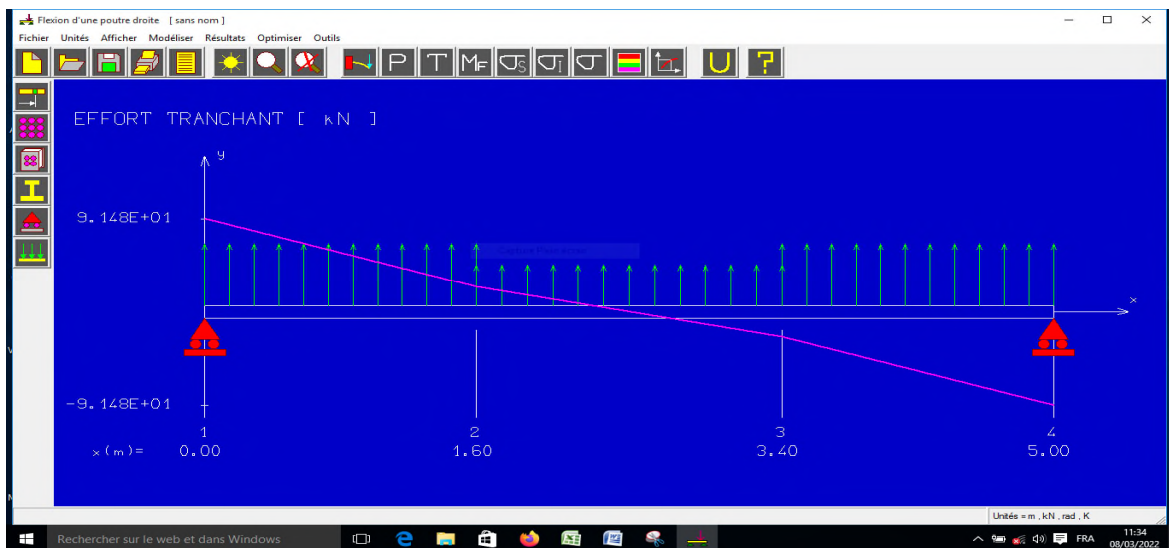 Flexion d'une poutre droite [ sans nom ]
Fichier Unités Afficher Modéliser Résultats Optimiser Outils
P T MF σS σI σ U ?
EFFORT TRANCHANT [ kN ]
y
9.148E+01
x
-9.148E+01
1 2 3 4
x(m)= 0.00 1.60 3.40 5.00
Unités = m , kN , rad , K
Rechercher sur le web et dans Windows
FRA
11:34
08/03/2022